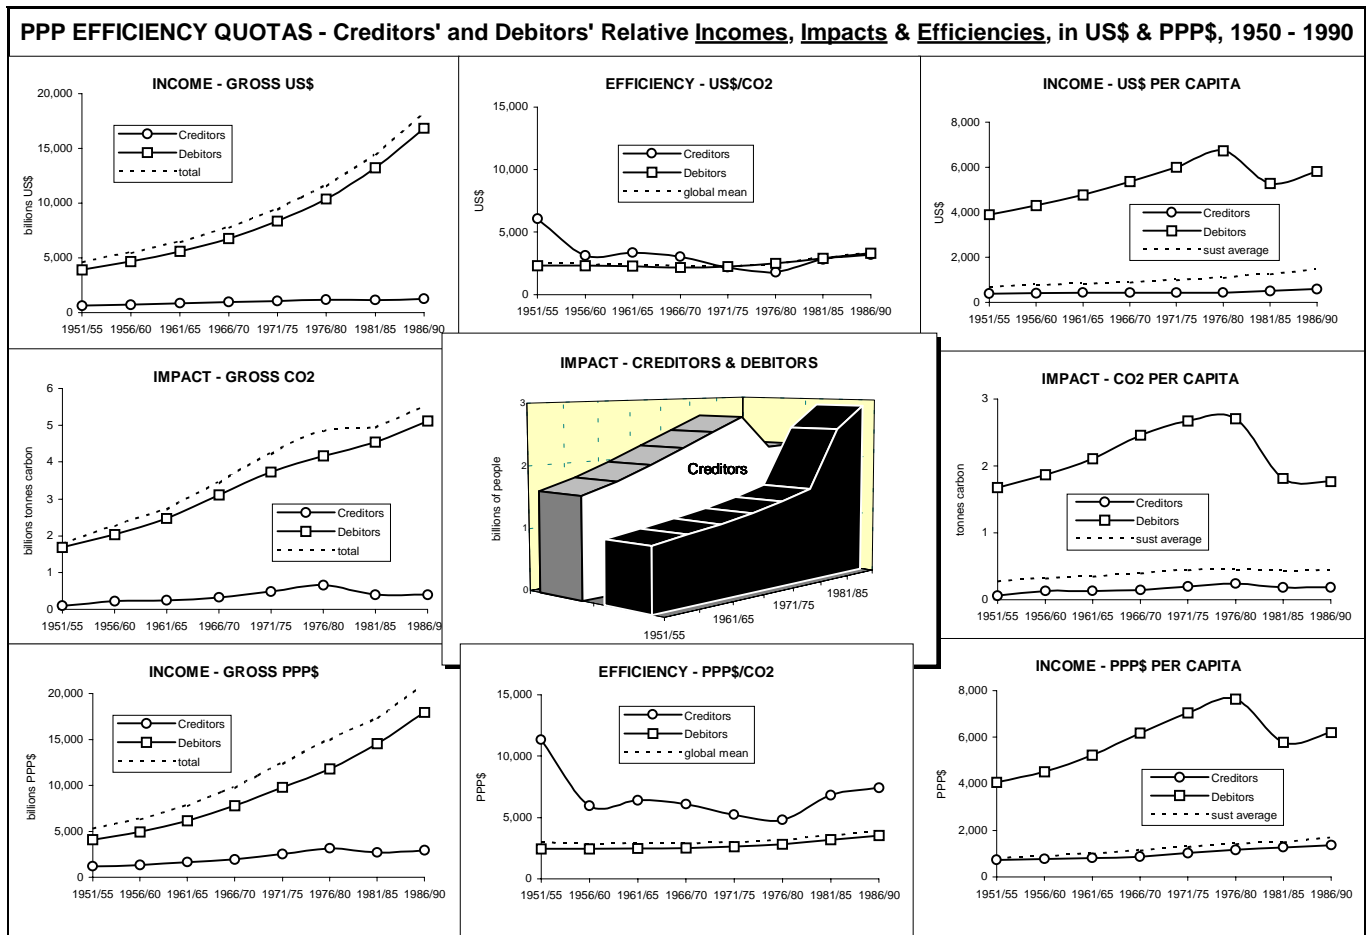 PPP EFFICIENCY QUOTAS - Creditors' and Debitors' Relative Incomes, Impacts & Efficiencies, in US$ & PPP$, 1950 - 1990
INCOME - GROSS US$
billions US$
20,000
15,000
10,000
5,000
0
Creditors
Debitors
total
1951/55 1956/60 1961/65 1966/70 1971/75 1976/80 1981/85 1986/90
EFFICIENCY - US$/CO2
US$
15,000
10,000
5,000
0
Creditors
Debitors
global mean
1951/55 1956/60 1961/65 1966/70 1971/75 1976/80 1981/85 1986/90
INCOME - US$ PER CAPITA
US$
8,000
6,000
4,000
2,000
0
Creditors
Debitors
sust average
1951/55 1956/60 1961/65 1966/70 1971/75 1976/80 1981/85 1986/90
IMPACT - GROSS CO2
billions tonnes carbon
6
5
4
3
2
1
0
Creditors
Debitors
total
1951/55 1956/60 1961/65 1966/70 1971/75 1976/80 1981/85 1986/9
IMPACT - CREDITORS & DEBITORS
billions of people
3
2
1
0
Creditors
1951/55
1961/65
1971/75
1981/85
IMPACT - CO2 PER CAPITA
tonnes carbon
3
2
1
0
Creditors
Debitors
sust average
1951/55 1956/60 1961/65 1966/70 1971/75 1976/80 1981/85 1986/90
INCOME - GROSS PPP$
billions PPP$
20,000
15,000
10,000
5,000
0
Creditors
Debitors
total
1951/55 1956/60 1961/65 1966/70 1971/75 1976/80 1981/85 1986/90
EFFICIENCY - PPP$/CO2
PPP$
15,000
10,000
5,000
0
Creditors
Debitors
global mean
1951/55 1956/60 1961/65 1966/70 1971/75 1976/80 1981/85 1986/90
INCOME - PPP$ PER CAPITA
PPP$
8,000
6,000
4,000
2,000
0
Creditors
Debitors
sust average
1951/55 1956/60 1961/65 1966/70 1971/75 1976/80 1981/85 1986/90